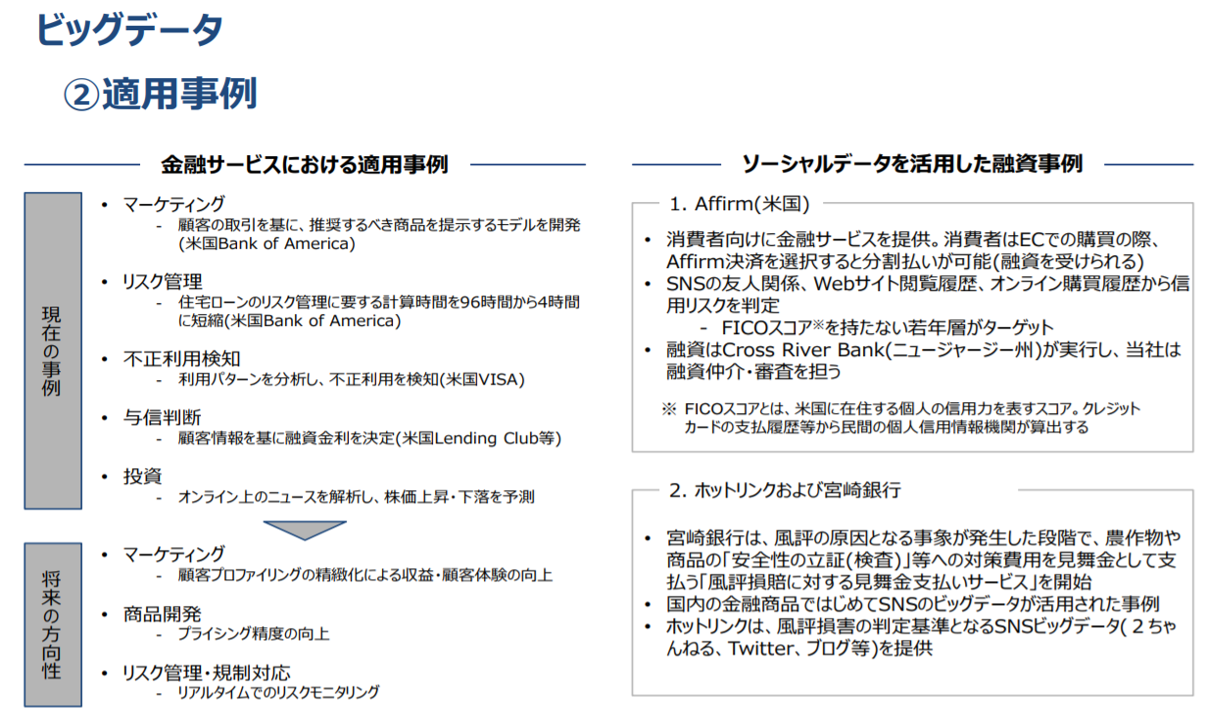 ビッグデータ
②適用事例
金融サービスにおける適用事例
現在の事例
• マーケティング
- 顧客の取引を基に、推奨するべき商品を提示するモデルを開発
(米国Bank of America)
• リスク管理
- 住宅ローンのリスク管理に要する計算時間を96時間から4時間
に短縮(米国Bank of America)
• 不正利用検知
- 利用パターンを分析し、不正利用を検知(米国VISA)
• 与信判断
- 顧客情報を基に融資金利を決定(米国Lending Club等)
• 投資
- オンライン上のニュースを解析し、株価上昇・下落を予測
将来の方向性
• マーケティング
- 顧客プロファイリングの精緻化による収益・顧客体験の向上
• 商品開発
- プライシング精度の向上
• リスク管理・規制対応
- リアルタイムでのリスクモニタリング
ソーシャルデータを活用した融資事例
1. Affirm(米国)
• 消費者向けに金融サービスを提供。消費者はECでの購買の際、
Affirm決済を選択すると分割払いが可能(融資を受けられる)
• SNSの友人関係、Webサイト閲覧履歴、オンライン購買履歴から信
用リスクを判定
- FICOスコア※を持たない若年層がターゲット
• 融資はCross River Bank(ニュージャージー州)が実行し、当社は
融資仲介・審査を担う
※ FICOスコアとは、米国に在住する個人の信用力を表すスコア。クレジット
カードの支払履歴等から民間の個人信用情報機関が算出する
2. ホットリンクおよび宮崎銀行
• 宮崎銀行は、風評の原因となる事象が発生した段階で、農作物や
商品の「安全性の立証(検査)」等への対策費用を見舞金として支
払う「風評損賠に対する見舞金支払いサービス」を開始
• 国内の金融商品ではじめてSNSのビッグデータが活用された事例
• ホットリンクは、風評損害の判定基準となるSNSビッグデータ(２ちゃ
んねる、Twitter、ブログ等)を提供